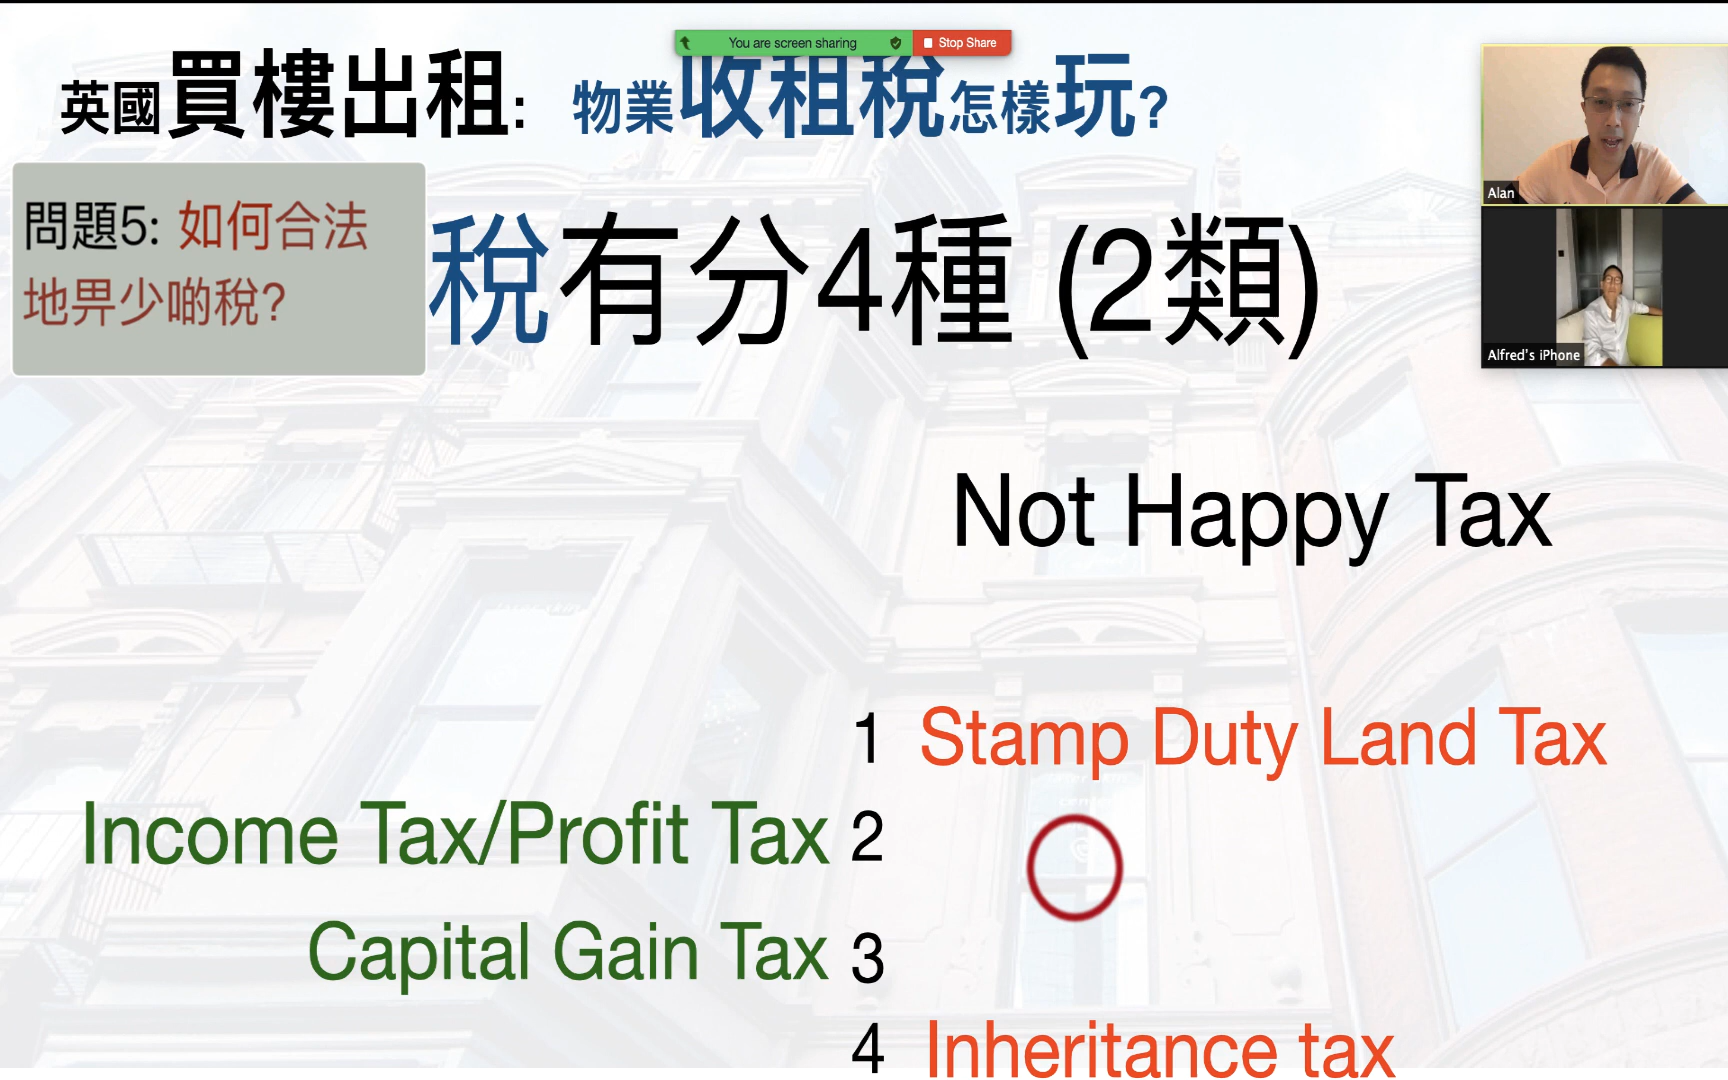 You are screen sharing
Stop Share
英國買樓出租: 物業收租稅怎樣玩?
Alan
問題5: 如何合法
地畀少啲稅?
稅有分4種 (2類)
Alfred's iPhone
Not Happy Tax
1 Stamp Duty Land Tax
Income Tax/Profit Tax 2
Capital Gain Tax 3
4 Inheritance tax